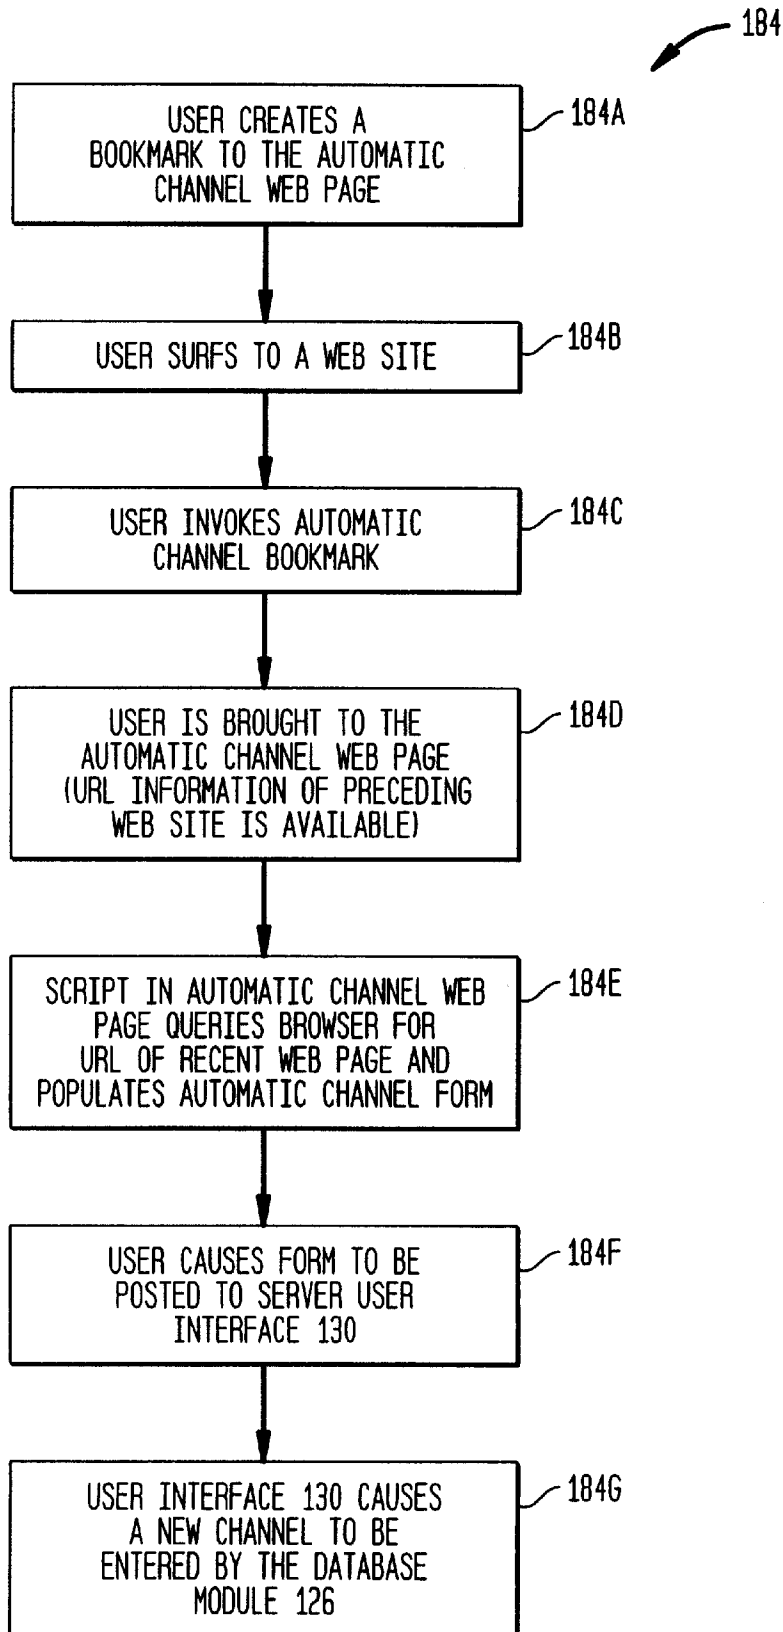 184
USER CREATES A
BOOKMARK TO THE AUTOMATIC
CHANNEL WEB PAGE
184A
USER SURFS TO A WEB SITE
184B
USER INVOKES AUTOMATIC
CHANNEL BOOKMARK
184C
USER IS BROUGHT TO THE
AUTOMATIC CHANNEL WEB PAGE
(URL INFORMATION OF PRECEDING
WEB SITE IS AVAILABLE)
184D
SCRIPT IN AUTOMATIC CHANNEL WEB
PAGE QUERIES BROWSER FOR
URL OF RECENT WEB PAGE AND
POPULATES AUTOMATIC CHANNEL FORM
184E
USER CAUSES FORM TO BE
POSTED TO SERVER USER
INTERFACE 130
184F
USER INTERFACE 130 CAUSES
A NEW CHANNEL TO BE
ENTERED BY THE DATABASE
MODULE 126
184G